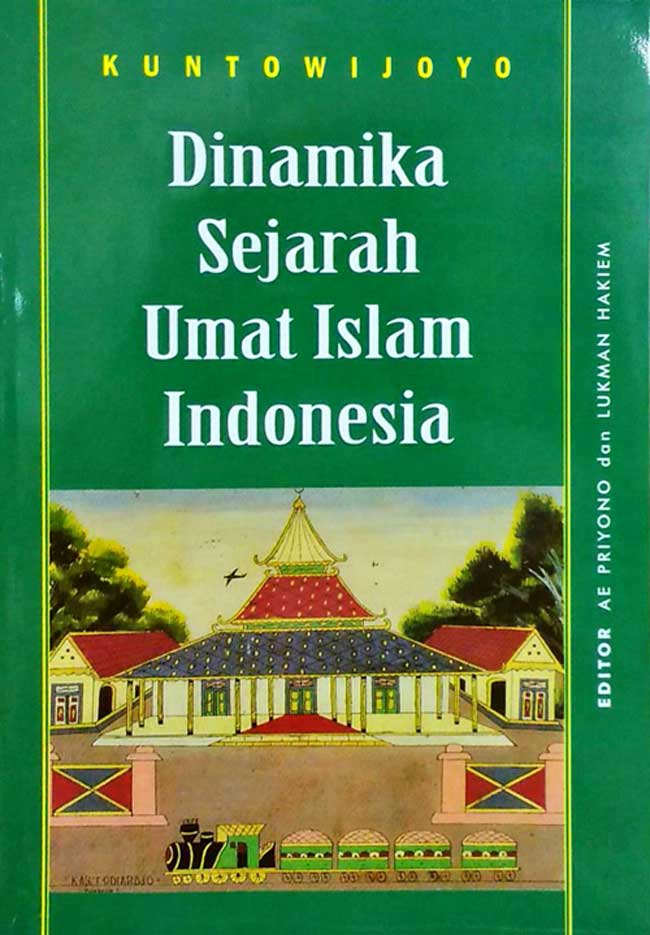 KUNTOWIJOYO
Dinamika
Sejarah
Umat Islam
Indonesia
EDITOR AE PRIYONO dan LUKMAN HAKIEM